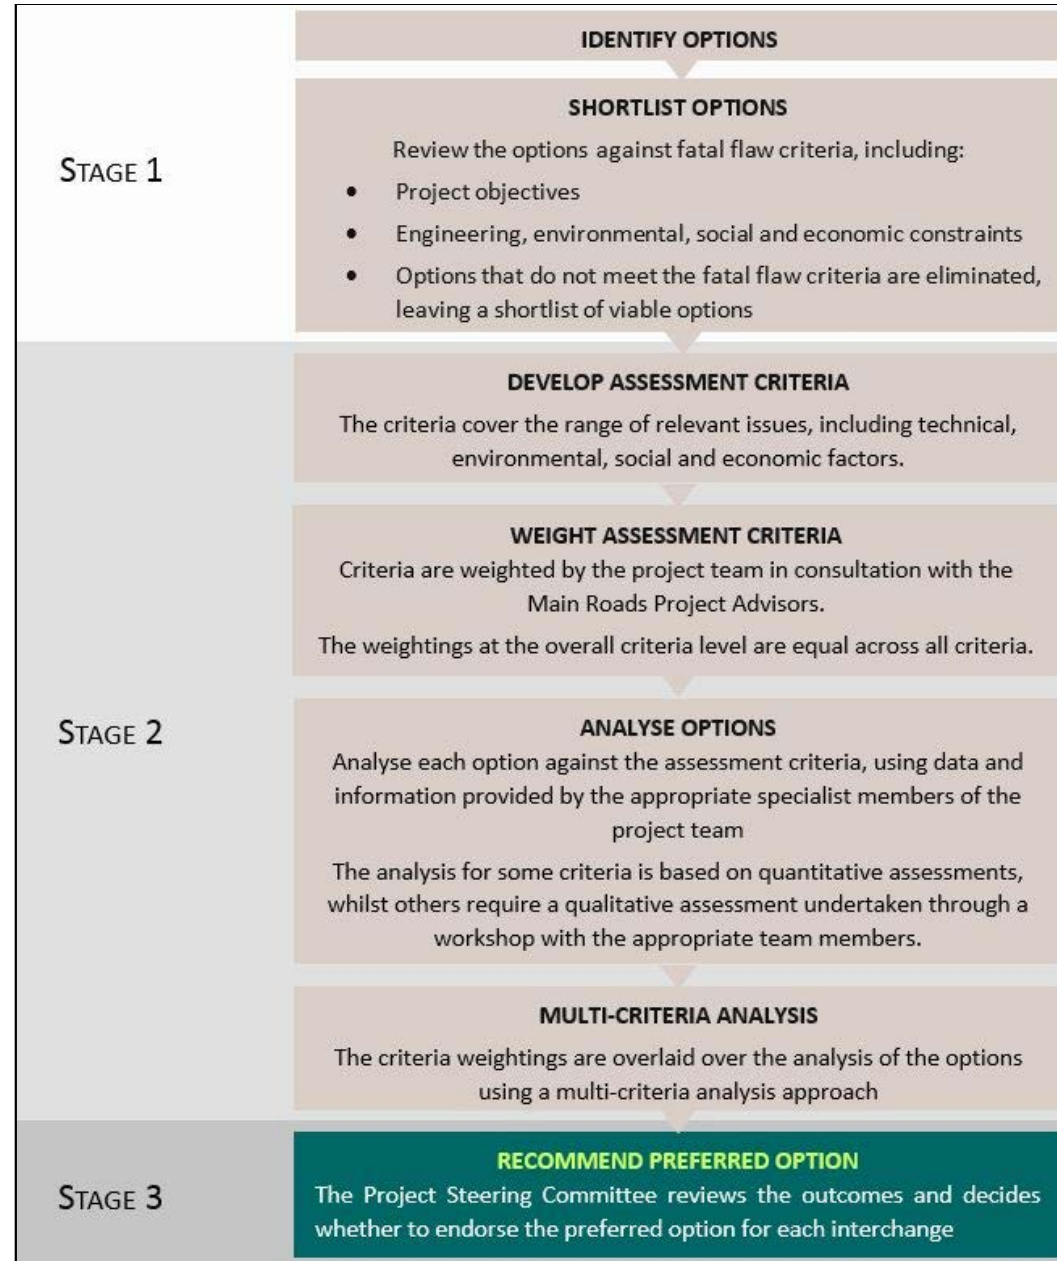 IDENTIFY OPTIONS
SHORTLIST OPTIONS
Review the options against fatal flaw criteria, including:
• Project objectives
• Engineering, environmental, social and economic constraints
• Options that do not meet the fatal flaw criteria are eliminated,
leaving a shortlist of viable options
STAGE 1
DEVELOP ASSESSMENT CRITERIA
The criteria cover the range of relevant issues, including technical,
environmental, social and economic factors.
WEIGHT ASSESSMENT CRITERIA
Criteria are weighted by the project team in consultation with the
Main Roads Project Advisors.
The weightings at the overall criteria level are equal across all criteria.
STAGE 2
ANALYSE OPTIONS
Analyse each option against the assessment criteria, using data and
information provided by the appropriate specialist members of the
project team
The analysis for some criteria is based on quantitative assessments,
whilst others require a qualitative assessment undertaken through a
workshop with the appropriate team members.
MULTI-CRITERIA ANALYSIS
The criteria weightings are overlaid over the analysis of the options
using a multi-criteria analysis approach
STAGE 3
RECOMMEND PREFERRED OPTION
The Project Steering Committee reviews the outcomes and decides
whether to endorse the preferred option for each interchange